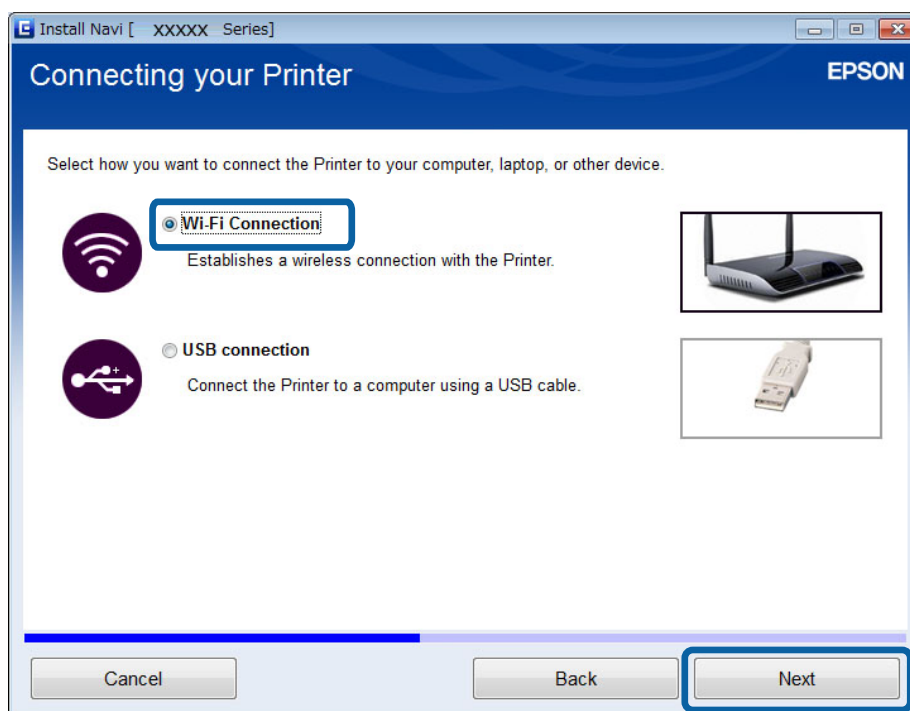 Install Navi [ XXXXX Series]
Connecting your Printer
EPSON
Select how you want to connect the Printer to your computer, laptop, or other device.
Wi-Fi Connection
Establishes a wireless connection with the Printer.
USB connection
Connect the Printer to a computer using a USB cable.
Cancel
Back
Next